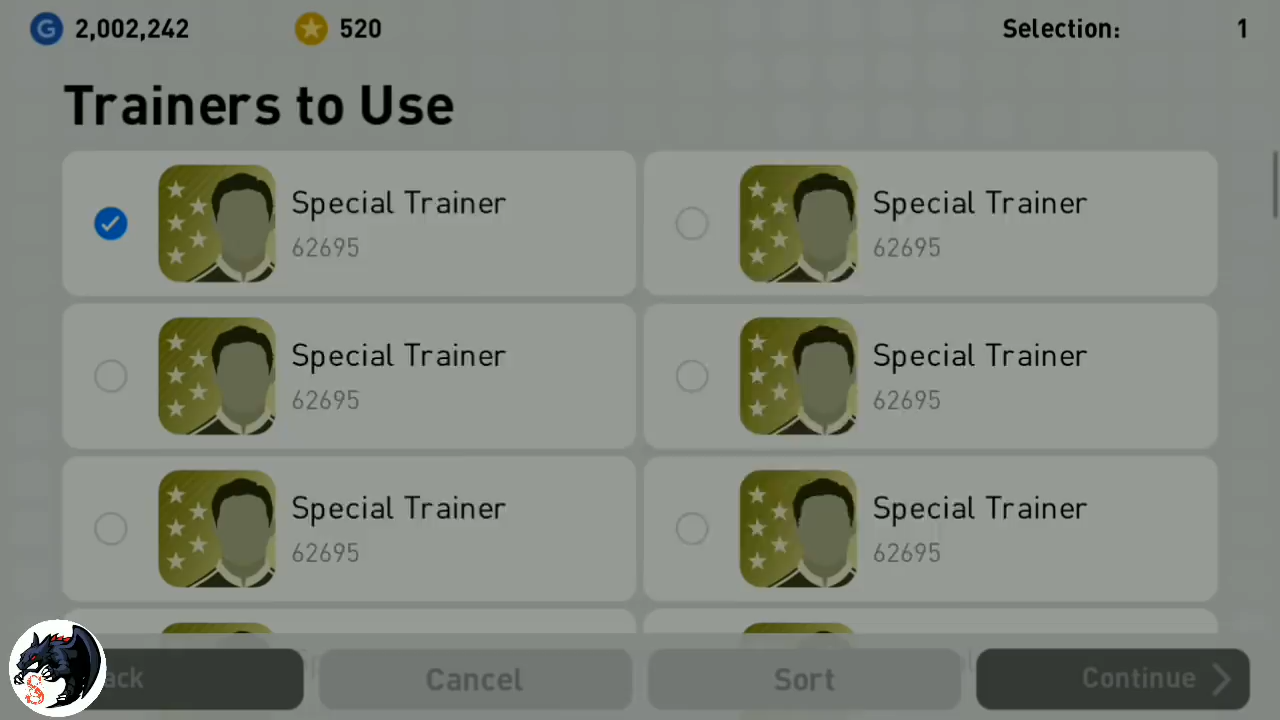 G 2,002,242 520 Selection: 1
Trainers to Use
Special Trainer Special Trainer
62695 62695
Special Trainer Special Trainer
62695 62695
Special Trainer Special Trainer
62695 62695
ack Cancel Sort Continue
S